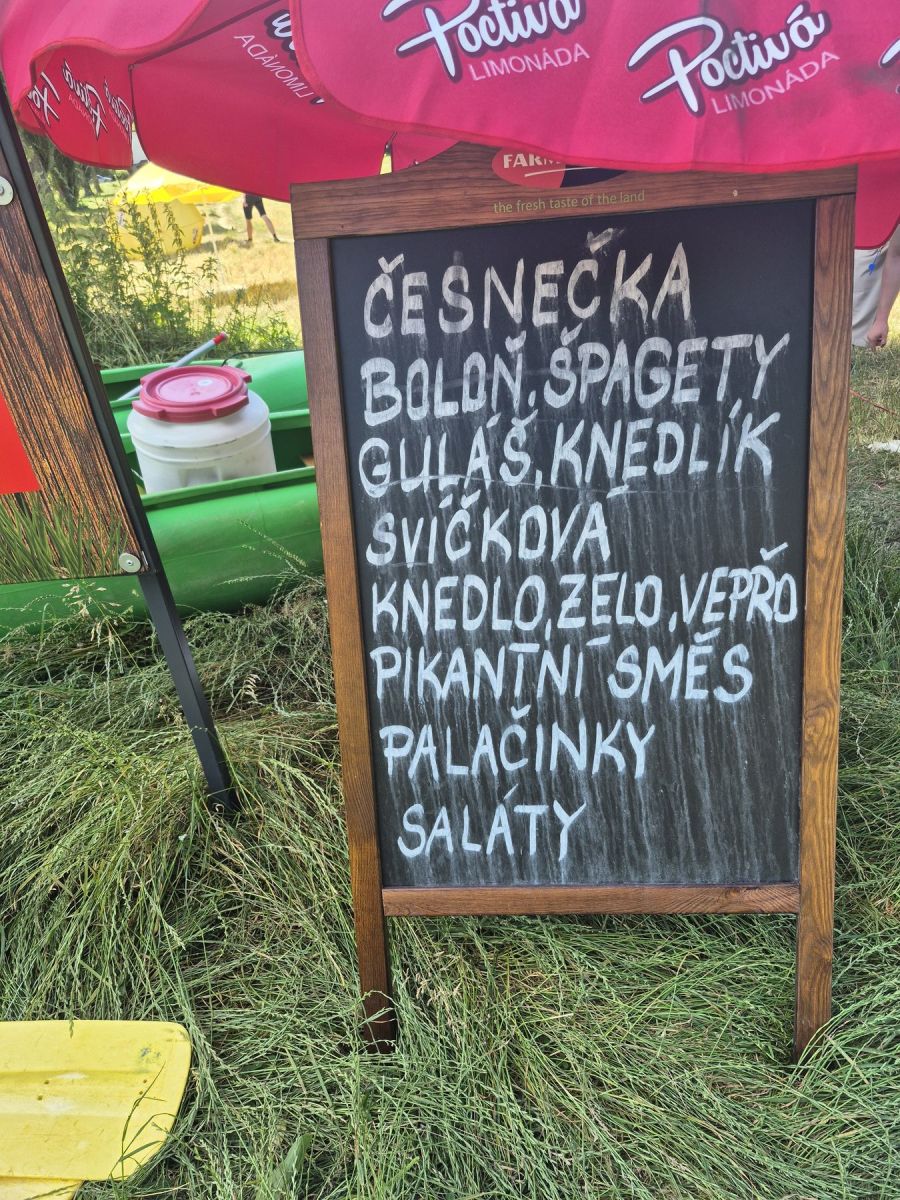 Poctivá
LIMONÁDA
Poctivá
LIMONÁDA
LIMONÁDA
the fresh taste of the land
ČESNEČKA
BOLOŇ.ŠPAGETY
GULÁŠ,KNEDLÍK
SVÍČKOVÁ
KNEDLO,ZELO,VEPŘO
PIKANTNÍ SMĚS
PALAČINKY
SALÁTY